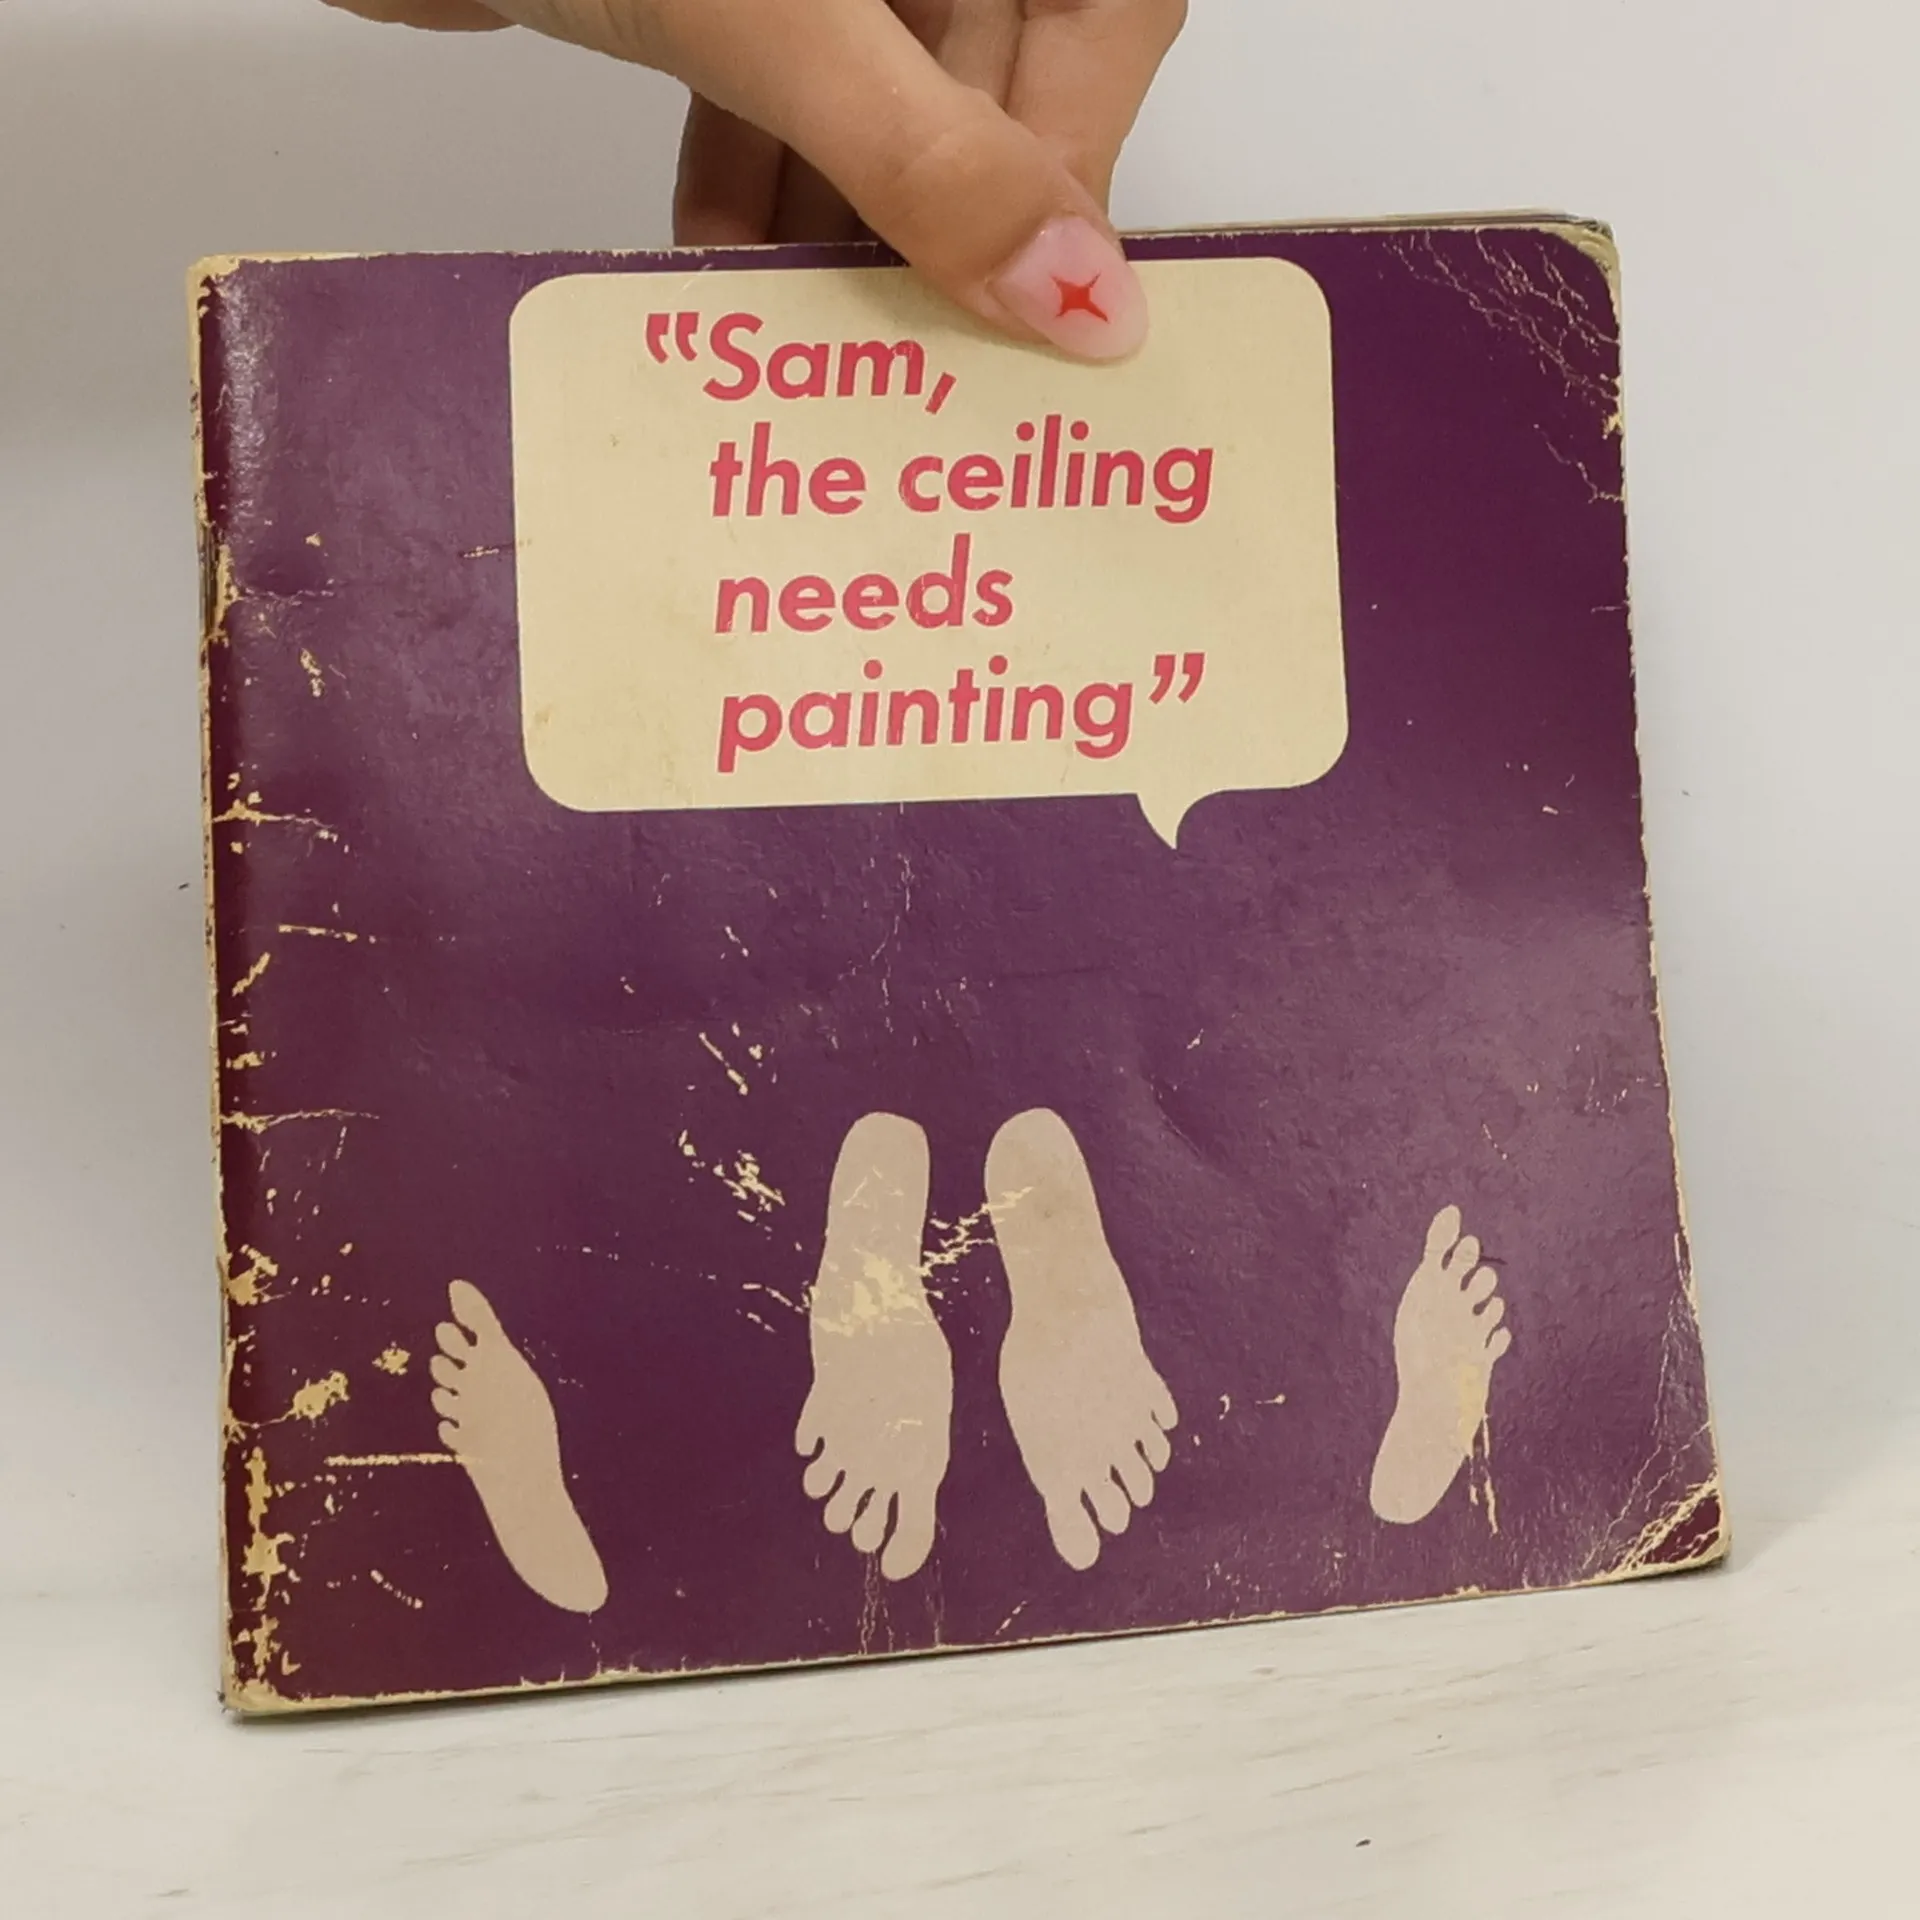 "Sam,
the ceiling
needs
painting"